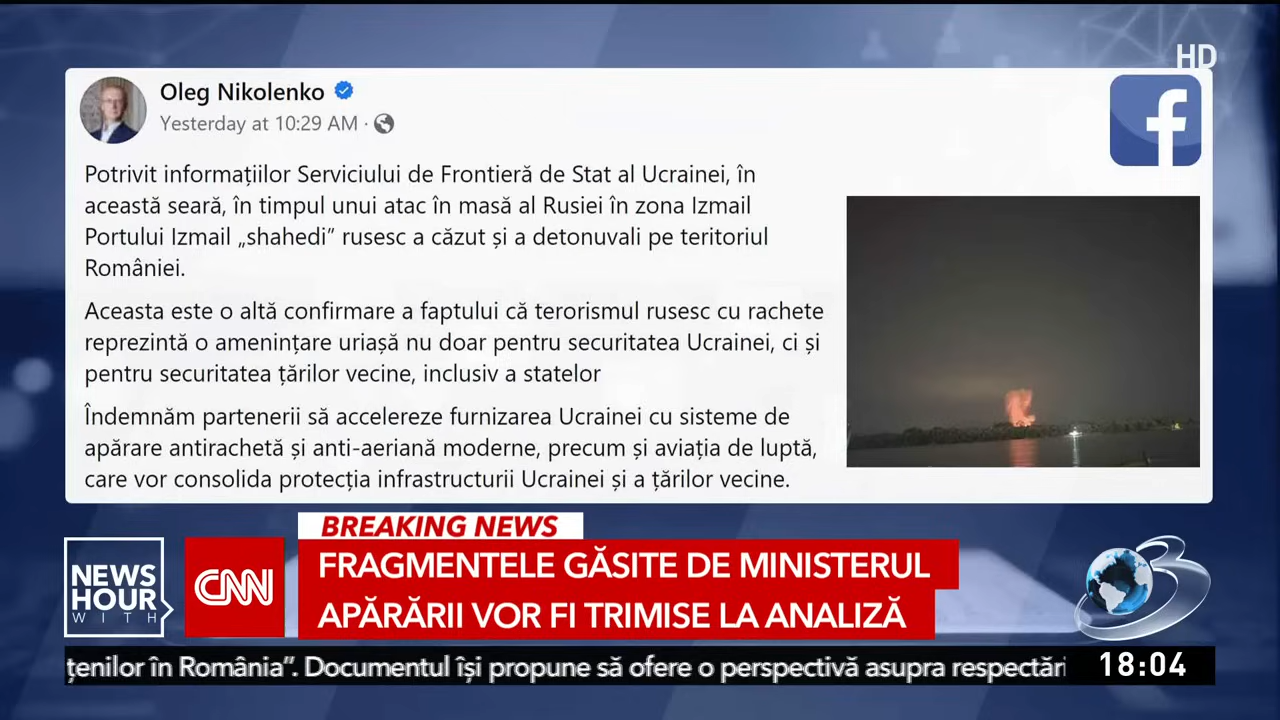 HD
Oleg Nikolenko
Yesterday at 10:29 AM ·
Potrivit informațiilor Serviciului de Frontieră de Stat al Ucrainei, în
această seară, în timpul unui atac în masă al Rusiei în zona Izmail
Portului Izmail „shahedi” rusesc a căzut și a detonuvali pe teritoriul
României.
Aceasta este o altă confirmare a faptului că terorismul rusesc cu rachete
reprezintă o amenințare uriașă nu doar pentru securitatea Ucrainei, ci și
pentru securitatea țărilor vecine, inclusiv a statelor
Îndemnăm partenerii să accelereze furnizarea Ucrainei cu sisteme de
apărare antirachetă și anti-aeriană moderne, precum și aviația de luptă,
care vor consolida protecția infrastructurii Ucrainei și a țărilor vecine.
BREAKING NEWS
NEWS
HOUR
WITH
CNN
FRAGMENTELE GĂSITE DE MINISTERUL
APĂRĂRII VOR FI TRIMISE LA ANALIZĂ
3
țenilor în România”. Documentul își propune să ofere o perspectivă asupra respectări
18:04